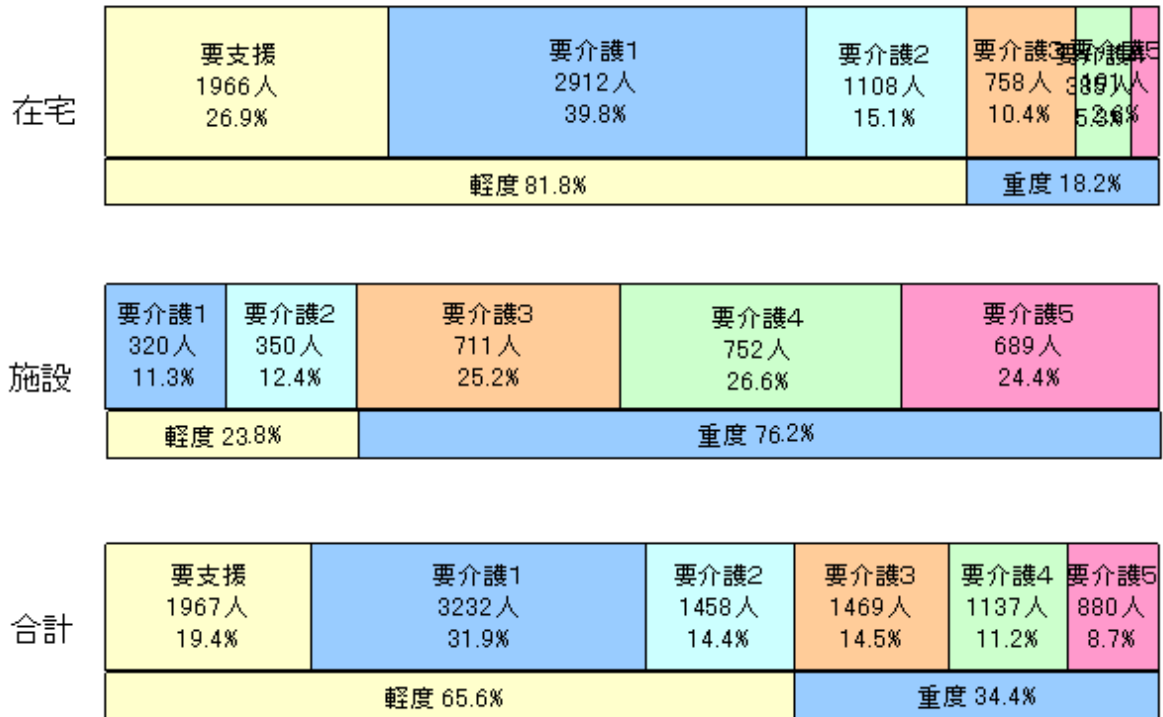 在宅
要支援
1966人
26.9%
要介護1
2912人
39.8%
要介護2
1108人
15.1%
要介護3
758人
10.4%
軽度 81.8%
重度 18.2%
施設
要介護1
320人
11.3%
要介護2
350人
12.4%
要介護3
711人
25.2%
要介護4
752人
26.6%
要介護5
689人
24.4%
軽度 23.8%
重度 76.2%
合計
要支援
1967人
19.4%
要介護1
3232人
31.9%
要介護2
1458人
14.4%
要介護3
1469人
14.5%
要介護4
1137人
11.2%
要介護5
880人
8.7%
軽度 65.6%
重度 34.4%